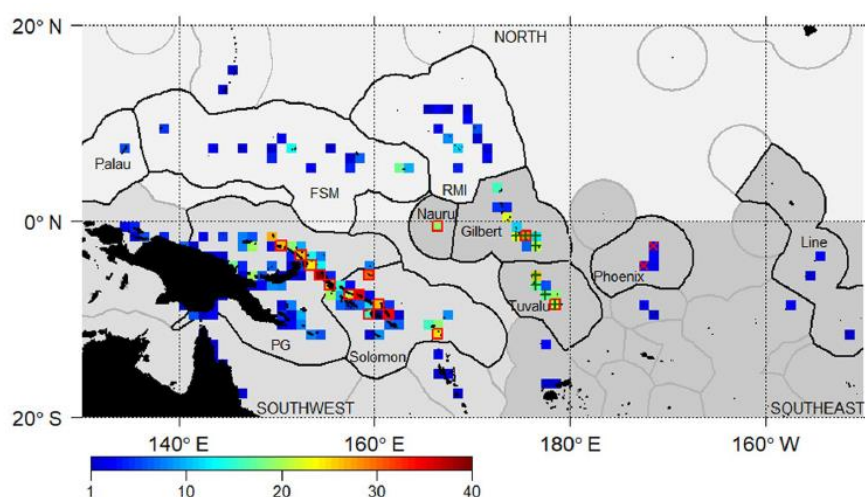 20° N
NORTH
Palau
FSM
RMI
Nauru
0° N
Gilbert
Line
Phoenix
Tuvalu
PG
Solomon
SOUTHWEST
SOUTHEAST
20° S
140° E
160° E
180° E
160° W
1
10
20
30
40